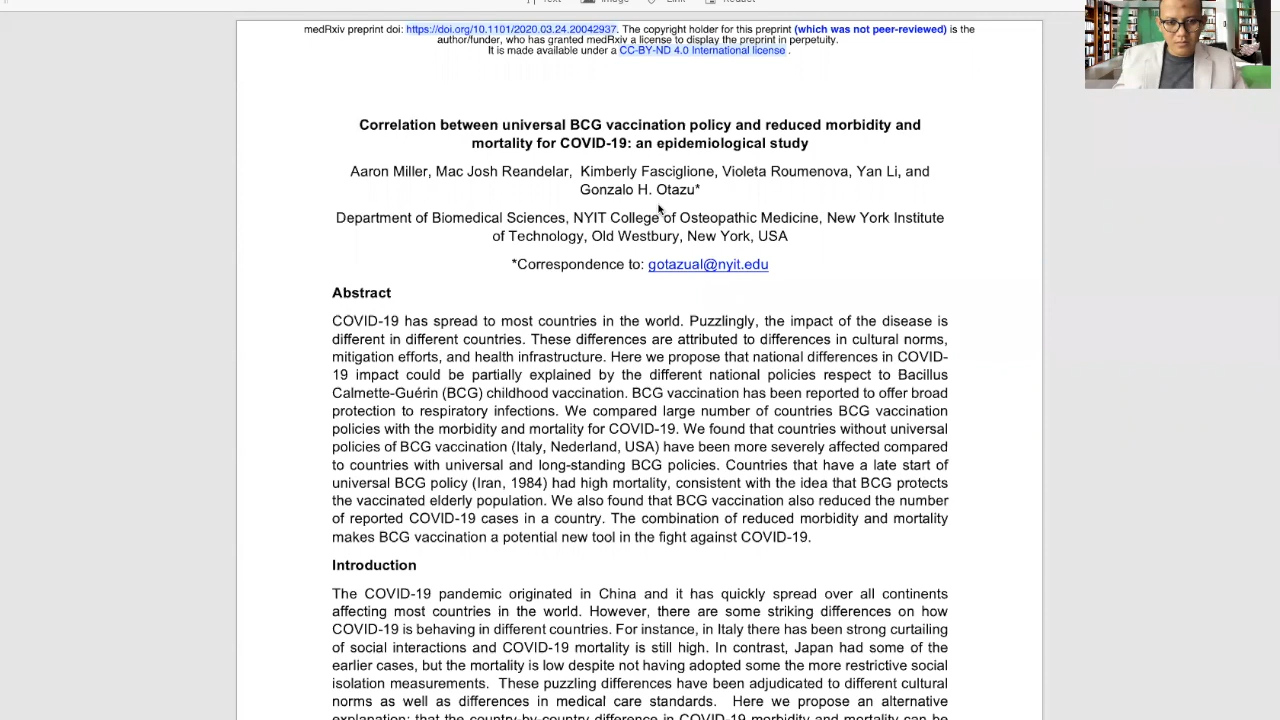 Text Image Link Redact
medRxiv preprint doi: https://doi.org/10.1101/2020.03.24.20042937. The copyright holder for this preprint (which was not peer-reviewed) is the
author/funder, who has granted medRxiv a license to display the preprint in perpetuity.
It is made available under a CC-BY-ND 4.0 International license .
Correlation between universal BCG vaccination policy and reduced morbidity and
mortality for COVID-19: an epidemiological study
Aaron Miller, Mac Josh Reandelar, Kimberly Fasciglione, Violeta Roumenova, Yan Li, and
Gonzalo H. Otazu*
Department of Biomedical Sciences, NYIT College of Osteopathic Medicine, New York Institute
of Technology, Old Westbury, New York, USA
*Correspondence to: gotazual@nyit.edu
Abstract
COVID-19 has spread to most countries in the world. Puzzlingly, the impact of the disease is
different in different countries. These differences are attributed to differences in cultural norms,
mitigation efforts, and health infrastructure. Here we propose that national differences in COVID-
19 impact could be partially explained by the different national policies respect to Bacillus
Calmette-Guérin (BCG) childhood vaccination. BCG vaccination has been reported to offer broad
protection to respiratory infections. We compared large number of countries BCG vaccination
policies with the morbidity and mortality for COVID-19. We found that countries without universal
policies of BCG vaccination (Italy, Nederland, USA) have been more severely affected compared
to countries with universal and long-standing BCG policies. Countries that have a late start of
universal BCG policy (Iran, 1984) had high mortality, consistent with the idea that BCG protects
the vaccinated elderly population. We also found that BCG vaccination also reduced the number
of reported COVID-19 cases in a country. The combination of reduced morbidity and mortality
makes BCG vaccination a potential new tool in the fight against COVID-19.
Introduction
The COVID-19 pandemic originated in China and it has quickly spread over all continents
affecting most countries in the world. However, there are some striking differences on how
COVID-19 is behaving in different countries. For instance, in Italy there has been strong curtailing
of social interactions and COVID-19 mortality is still high. In contrast, Japan had some of the
earlier cases, but the mortality is low despite not having adopted some the more restrictive social
isolation measurements. These puzzling differences have been adjudicated to different cultural
norms as well as differences in medical care standards. Here we propose an alternative
explanation: that the country-by-country difference in COVID-19 morbidity and mortality can be